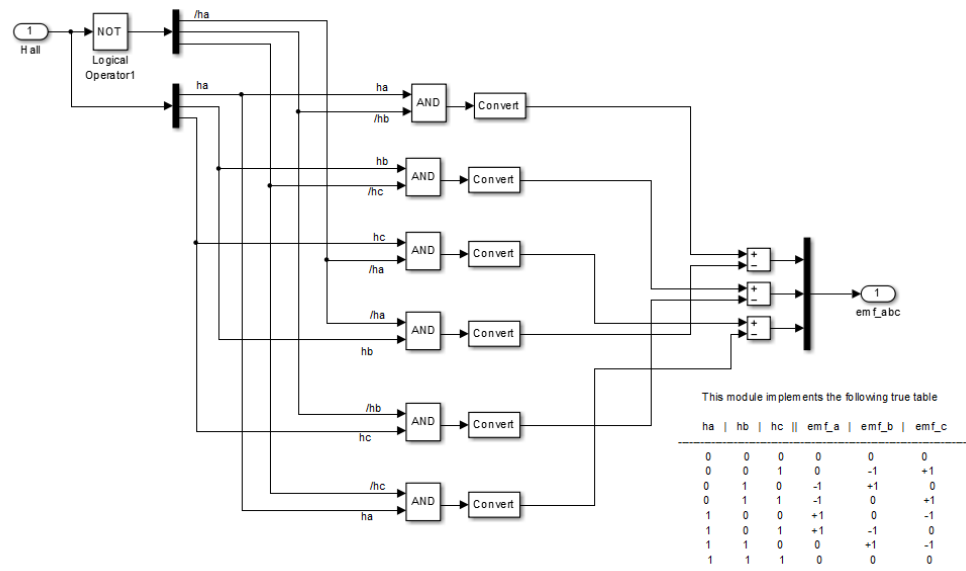 1
Hall
NOT
Logical
Operator1
/ha
ha
ha
/hb
AND
Convert
hb
/hc
AND
Convert
hc
/ha
AND
Convert
/ha
hb
AND
Convert
/hb
hc
AND
Convert
/hc
ha
AND
Convert
+
−
+
−
+
−
1
emf_abc
This module implements the following true table
ha | hb | hc || emf_a | emf_b | emf_c
0 0 0 0 0 0
0 0 1 0 -1 +1
0 1 0 -1 +1 0
0 1 1 -1 0 +1
1 0 0 +1 0 -1
1 0 1 +1 -1 0
1 1 0 0 +1 -1
1 1 1 0 0 0